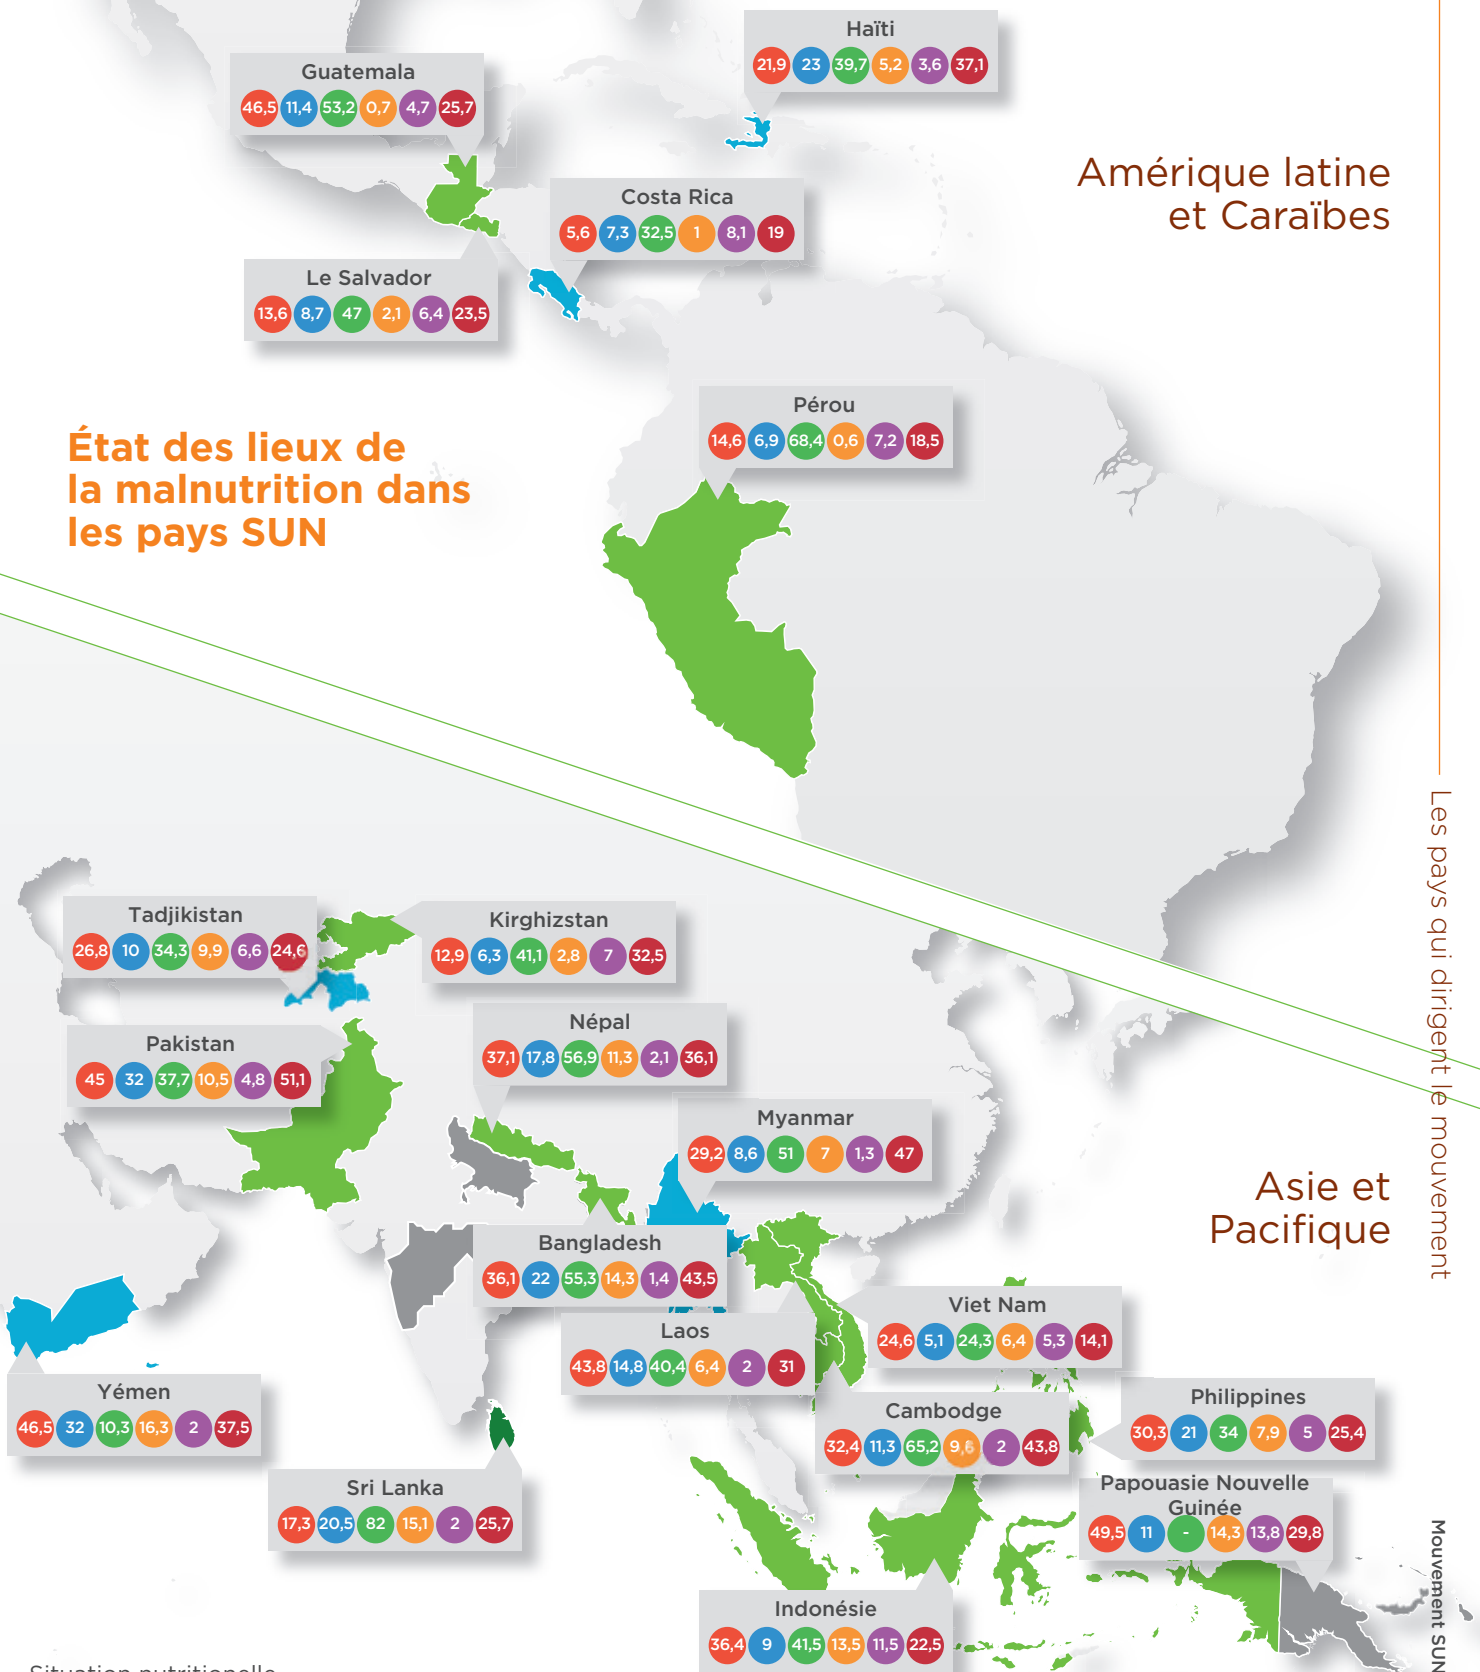 Haïti
21,9 23 39,7 5,2 3,6 37,1
Guatemala
46,5 11,4 53,2 0,7 4,7 25,7
Amérique latine
et Caraïbes
Costa Rica
5,6 7,3 32,5 1 8,1 19
Le Salvador
13,6 8,7 47 2,1 6,4 23,5
Pérou
14,6 6,9 68,4 0,6 7,2 18,5
État des lieux de
la malnutrition dans
les pays SUN
Les pays qui dirigent le mouvement
Tadjikistan
26,8 10 34,3 9,9 6,6 24,6
Kirghizstan
12,9 6,3 41,1 2,8 7 32,5
Népal
37,1 17,8 56,9 11,3 2,1 36,1
Pakistan
45 32 37,7 10,5 4,8 51,1
Myanmar
29,2 8,6 51 7 1,3 47
Asie et
Pacifique
Bangladesh
36,1 22 55,3 14,3 1,4 43,5
Viet Nam
24,6 5,1 24,3 6,4 5,3 14,1
Laos
43,8 14,8 40,4 6,4 2 31
Yémen
46,5 32 10,3 16,3 2 37,5
Philippines
30,3 21 34 7,9 5 25,4
Cambodge
32,4 11,3 65,2 9,6 2 43,8
Sri Lanka
17,3 20,5 82 15,1 2 25,7
Papouasie Nouvelle
Guinée
49,5 11 - 14,3 13,8 29,8
Indonésie
36,4 9 41,5 13,5 11,5 22,5
Mouvement SUN
Situation nutritionelle